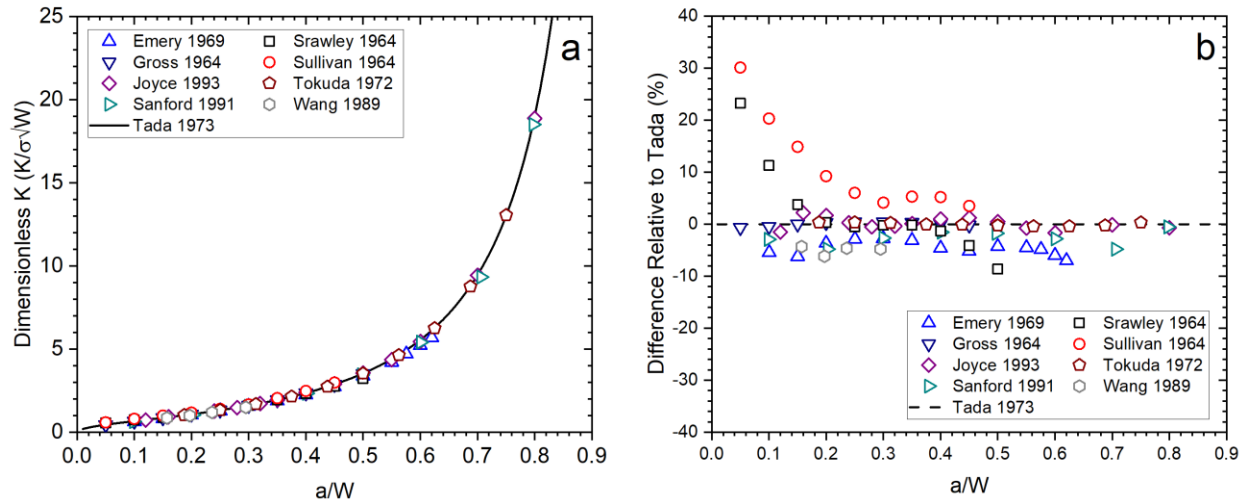 a
25
20
15
10
5
0
Dimensionless K (K/σ√W)
Emery 1969 Srawley 1964
Gross 1964 Sullivan 1964
Joyce 1993 Tokuda 1972
Sanford 1991 Wang 1989
Tada 1973
0.0 0.1 0.2 0.3 0.4 0.5 0.6 0.7 0.8 0.9
a/W
b
40
30
20
10
0
-10
-20
-30
-40
Difference Relative to Tada (%)
Emery 1969 Srawley 1964
Gross 1964 Sullivan 1964
Joyce 1993 Tokuda 1972
Sanford 1991 Wang 1989
Tada 1973
0.0 0.1 0.2 0.3 0.4 0.5 0.6 0.7 0.8 0.9
a/W